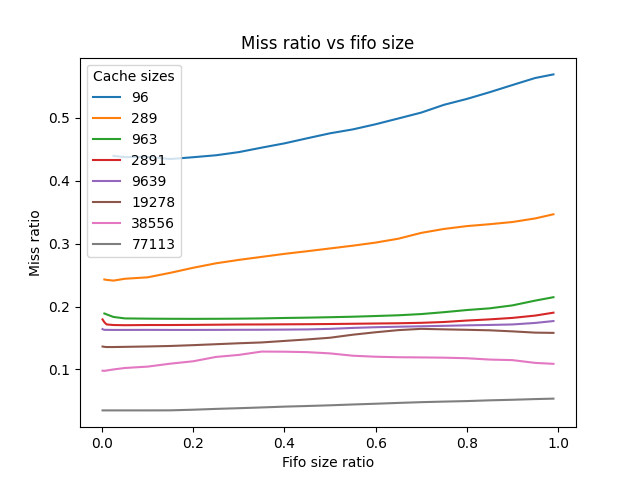 Miss ratio vs fifo size
Cache sizes
96
289
963
2891
9639
19278
38556
77113
0.5
0.4
0.3
0.2
0.1
Miss ratio
0.0 0.2 0.4 0.6 0.8 1.0
Fifo size ratio